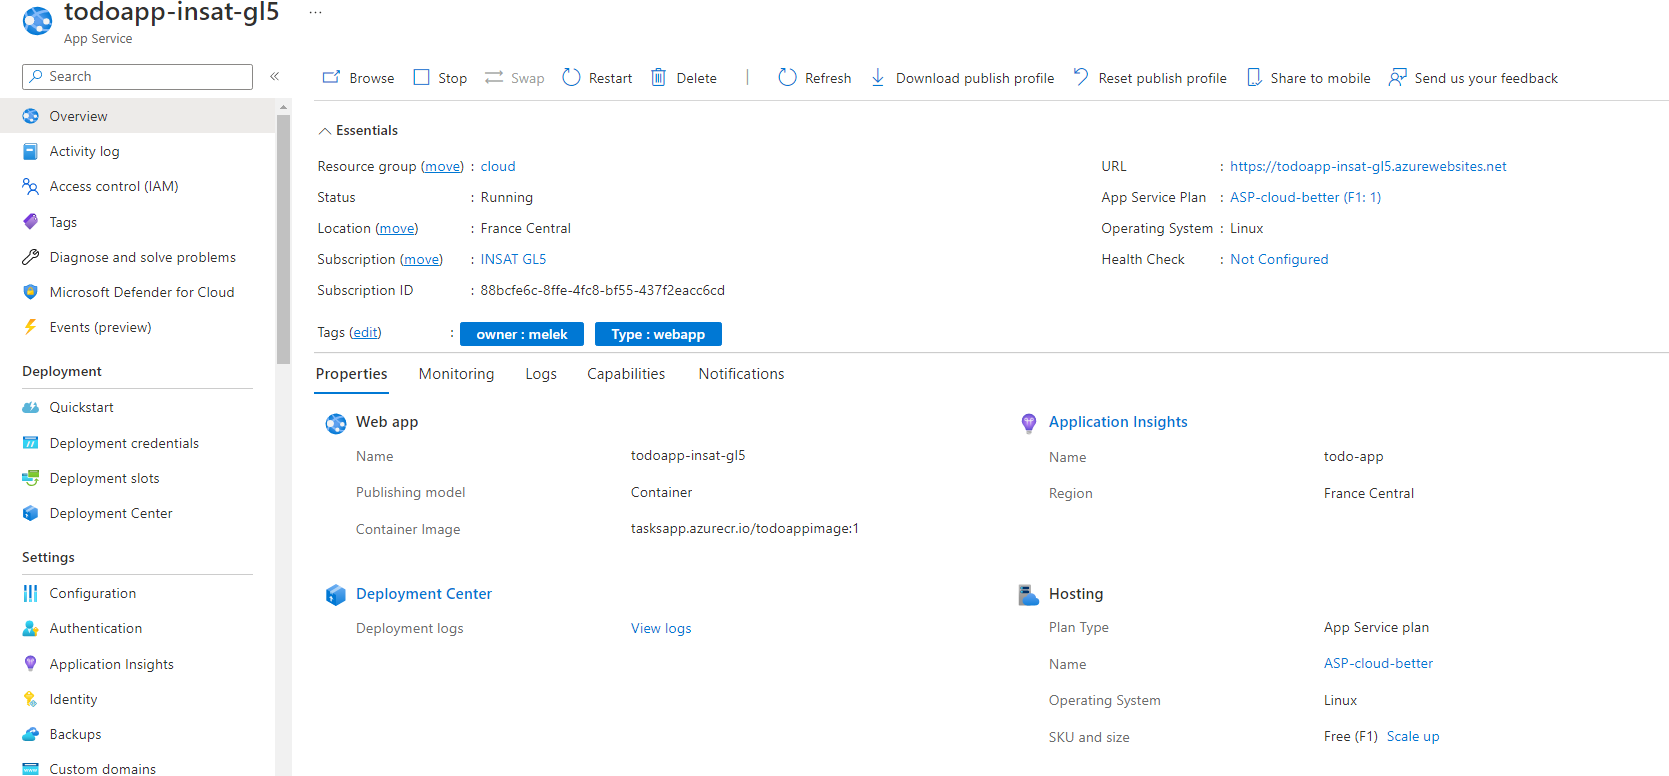 todoapp-insat-gl5 ...
App Service
Search «
Browse Stop Swap Restart Delete | Refresh Download publish profile Reset publish profile Share to mobile Send us your feedback
Overview
Activity log
Access control (IAM)
Tags
Diagnose and solve problems
Microsoft Defender for Cloud
Events (preview)
Deployment
Quickstart
Deployment credentials
Deployment slots
Deployment Center
Settings
Configuration
Authentication
Application Insights
Identity
Backups
Custom domains
Essentials
Resource group (move) : cloud
Status : Running
Location (move) : France Central
Subscription (move) : INSAT GL5
Subscription ID : 88bcfe6c-8ffe-4fc8-bf55-437f2eacc6cd
Tags (edit) : owner : melek Type : webapp
URL : https://todoapp-insat-gl5.azurewebsites.net
App Service Plan : ASP-cloud-better (F1: 1)
Operating System : Linux
Health Check : Not Configured
Properties Monitoring Logs Capabilities Notifications
Web app
Name todoapp-insat-gl5
Publishing model Container
Container Image tasksapp.azurecr.io/todoappimage:1
Deployment Center
Deployment logs View logs
Application Insights
Name todo-app
Region France Central
Hosting
Plan Type App Service plan
Name ASP-cloud-better
Operating System Linux
SKU and size Free (F1) Scale up